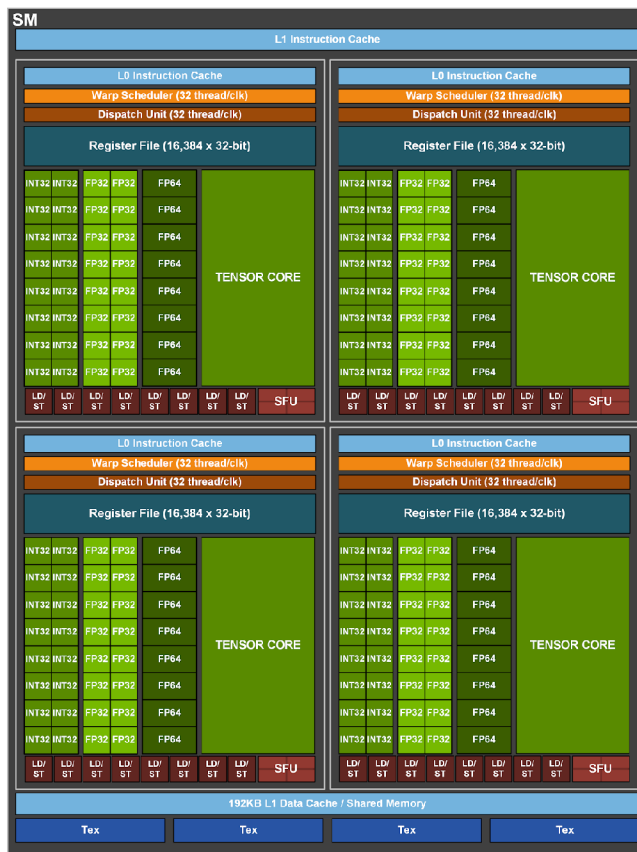 SM
L1 Instruction Cache
L0 Instruction Cache
Warp Scheduler (32 thread/clk)
Dispatch Unit (32 thread/clk)
Register File (16,384 x 32-bit)
INT32 INT32 FP32 FP32 FP64
INT32 INT32 FP32 FP32 FP64
INT32 INT32 FP32 FP32 FP64
INT32 INT32 FP32 FP32 FP64
TENSOR CORE
INT32 INT32 FP32 FP32 FP64
INT32 INT32 FP32 FP32 FP64
INT32 INT32 FP32 FP32 FP64
INT32 INT32 FP32 FP32 FP64
LD/ LD/ LD/ LD/ LD/ LD/ LD/ LD/
ST ST ST ST ST ST ST ST
SFU
L0 Instruction Cache
Warp Scheduler (32 thread/clk)
Dispatch Unit (32 thread/clk)
Register File (16,384 x 32-bit)
INT32 INT32 FP32 FP32 FP64
INT32 INT32 FP32 FP32 FP64
INT32 INT32 FP32 FP32 FP64
INT32 INT32 FP32 FP32 FP64
TENSOR CORE
INT32 INT32 FP32 FP32 FP64
INT32 INT32 FP32 FP32 FP64
INT32 INT32 FP32 FP32 FP64
INT32 INT32 FP32 FP32 FP64
LD/ LD/ LD/ LD/ LD/ LD/ LD/ LD/
ST ST ST ST ST ST ST ST
SFU
L0 Instruction Cache
Warp Scheduler (32 thread/clk)
Dispatch Unit (32 thread/clk)
Register File (16,384 x 32-bit)
INT32 INT32 FP32 FP32 FP64
INT32 INT32 FP32 FP32 FP64
INT32 INT32 FP32 FP32 FP64
INT32 INT32 FP32 FP32 FP64
TENSOR CORE
INT32 INT32 FP32 FP32 FP64
INT32 INT32 FP32 FP32 FP64
INT32 INT32 FP32 FP32 FP64
INT32 INT32 FP32 FP32 FP64
LD/ LD/ LD/ LD/ LD/ LD/ LD/ LD/
ST ST ST ST ST ST ST ST
SFU
L0 Instruction Cache
Warp Scheduler (32 thread/clk)
Dispatch Unit (32 thread/clk)
Register File (16,384 x 32-bit)
INT32 INT32 FP32 FP32 FP64
INT32 INT32 FP32 FP32 FP64
INT32 INT32 FP32 FP32 FP64
INT32 INT32 FP32 FP32 FP64
TENSOR CORE
INT32 INT32 FP32 FP32 FP64
INT32 INT32 FP32 FP32 FP64
INT32 INT32 FP32 FP32 FP64
INT32 INT32 FP32 FP32 FP64
LD/ LD/ LD/ LD/ LD/ LD/ LD/ LD/
ST ST ST ST ST ST ST ST
SFU
192KB L1 Data Cache / Shared Memory
Tex Tex Tex Tex